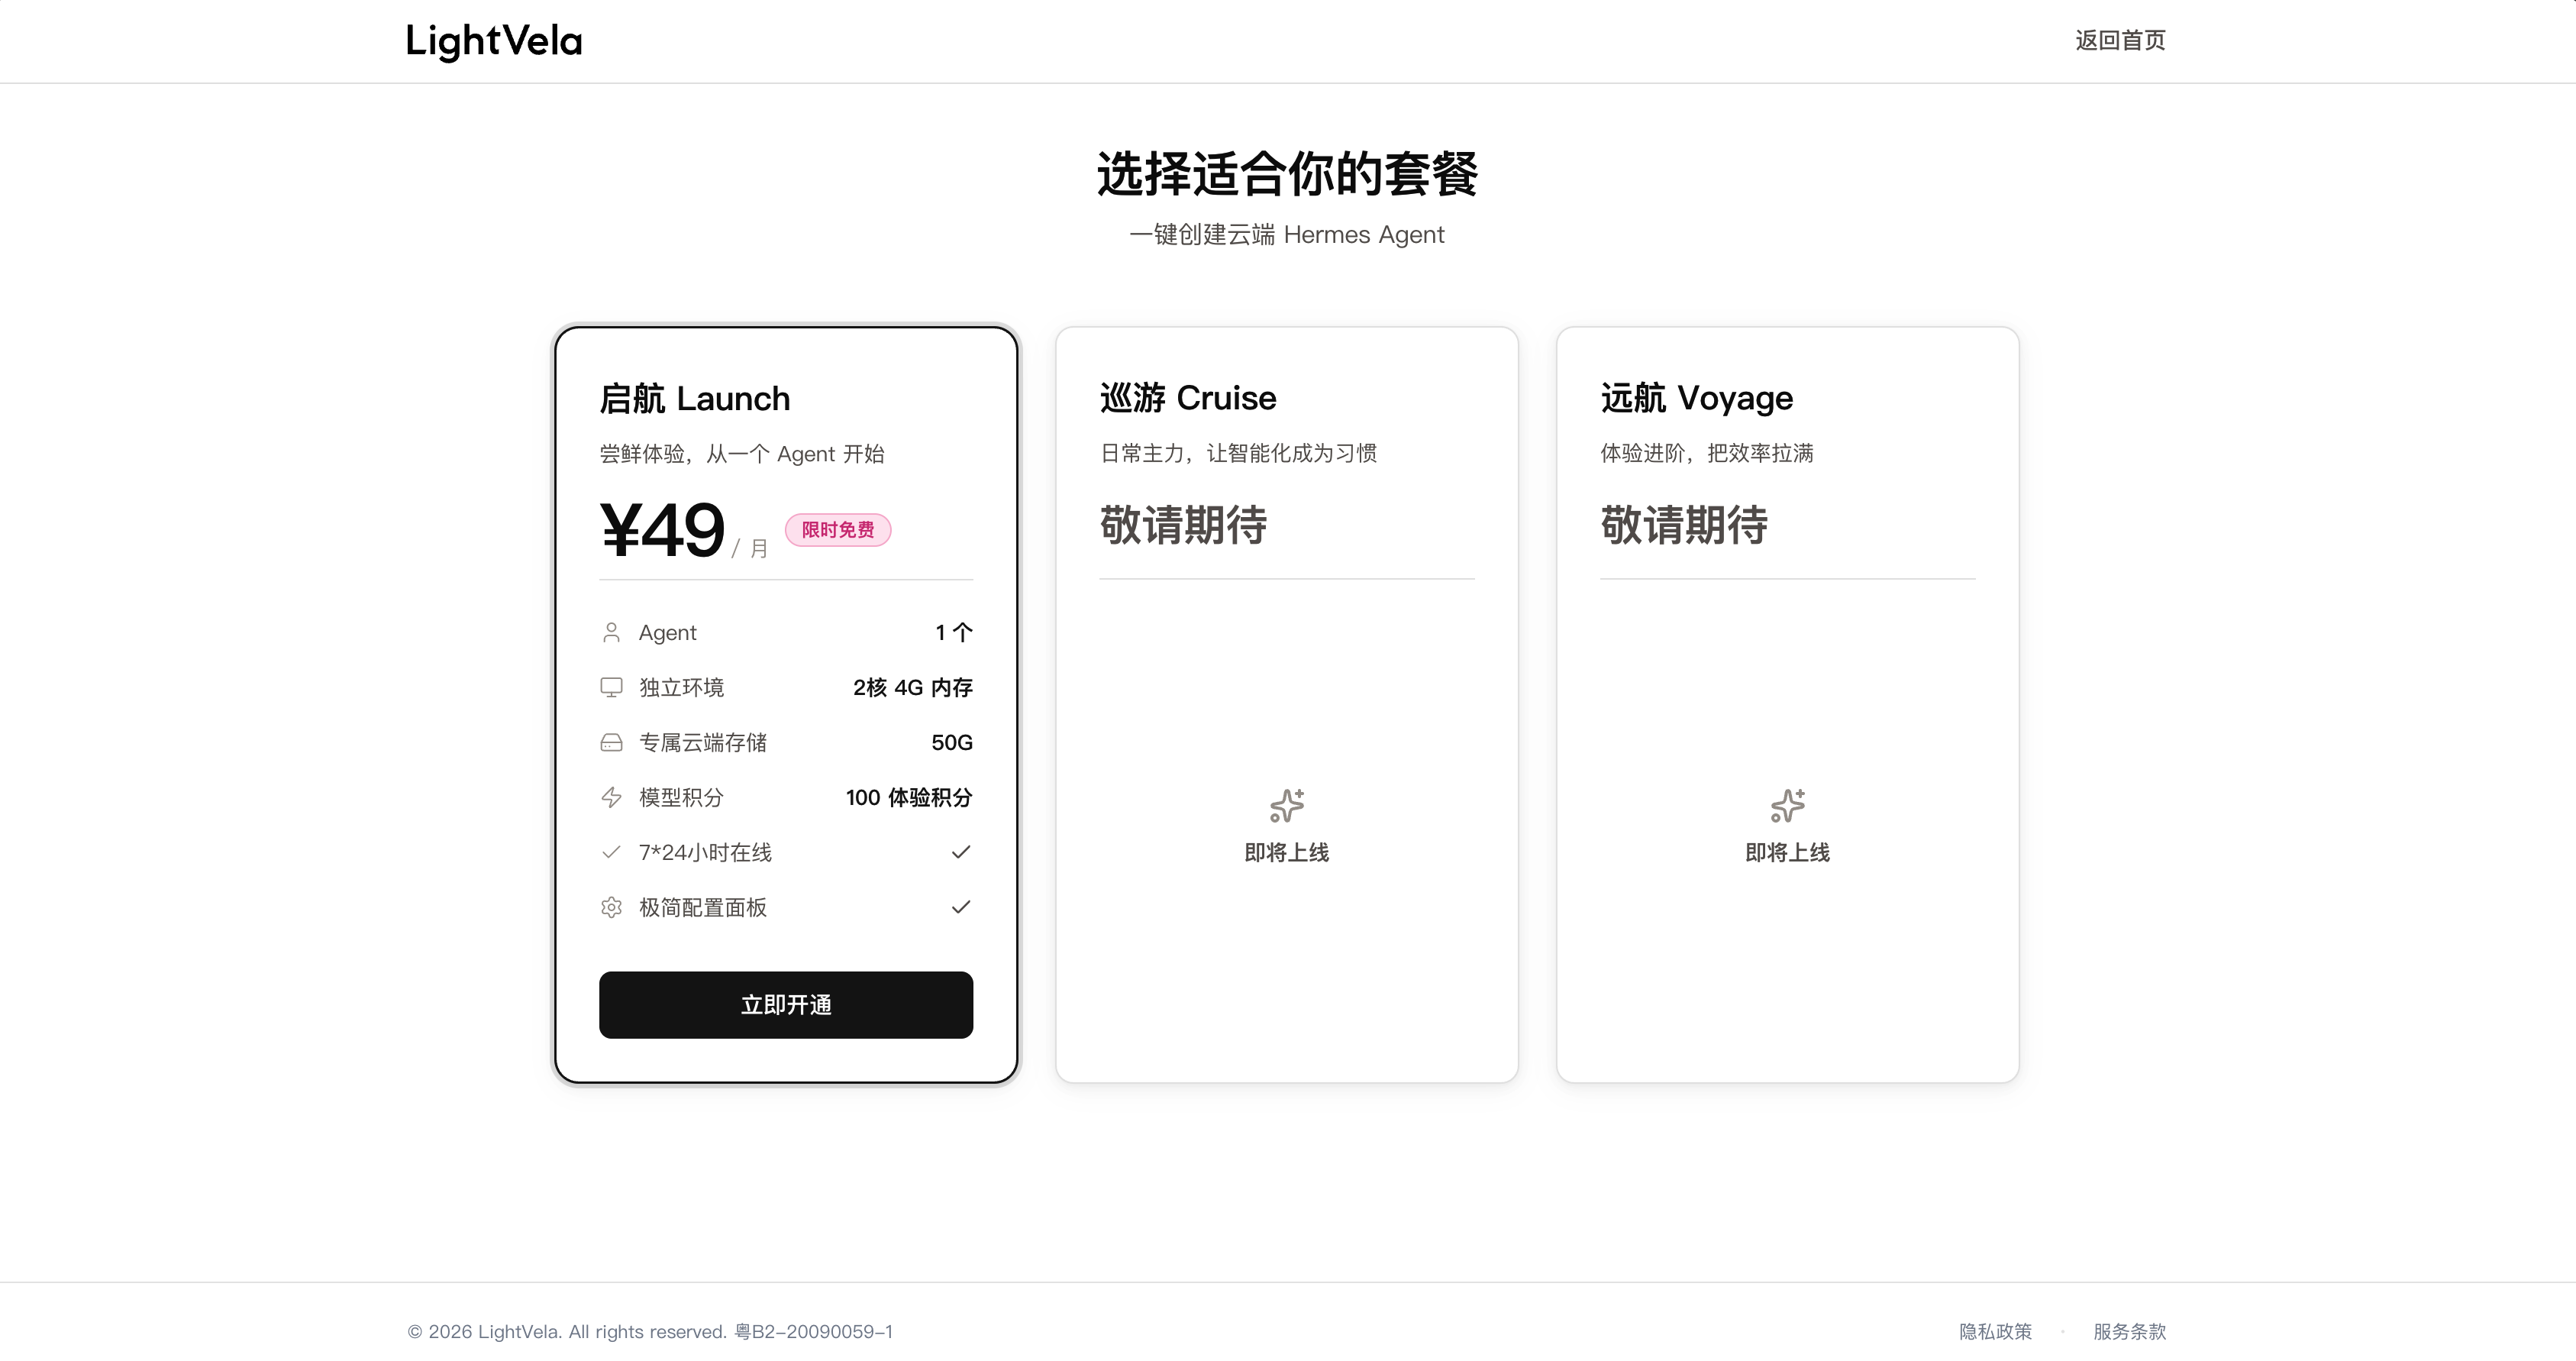 LightVela
返回首页
选择适合你的套餐
一键创建云端 Hermes Agent
启航 Launch
尝鲜体验，从一个 Agent 开始
¥49 / 月 限时免费
Agent 1 个
独立环境 2核 4G 内存
专属云端存储 50G
模型积分 100 体验积分
7*24小时在线
极简配置面板
立即开通
巡游 Cruise
日常主力，让智能化成为习惯
敬请期待
即将上线
远航 Voyage
体验进阶，把效率拉满
敬请期待
即将上线
© 2026 LightVela. All rights reserved. 粤B2-20090059-1
隐私政策 · 服务条款